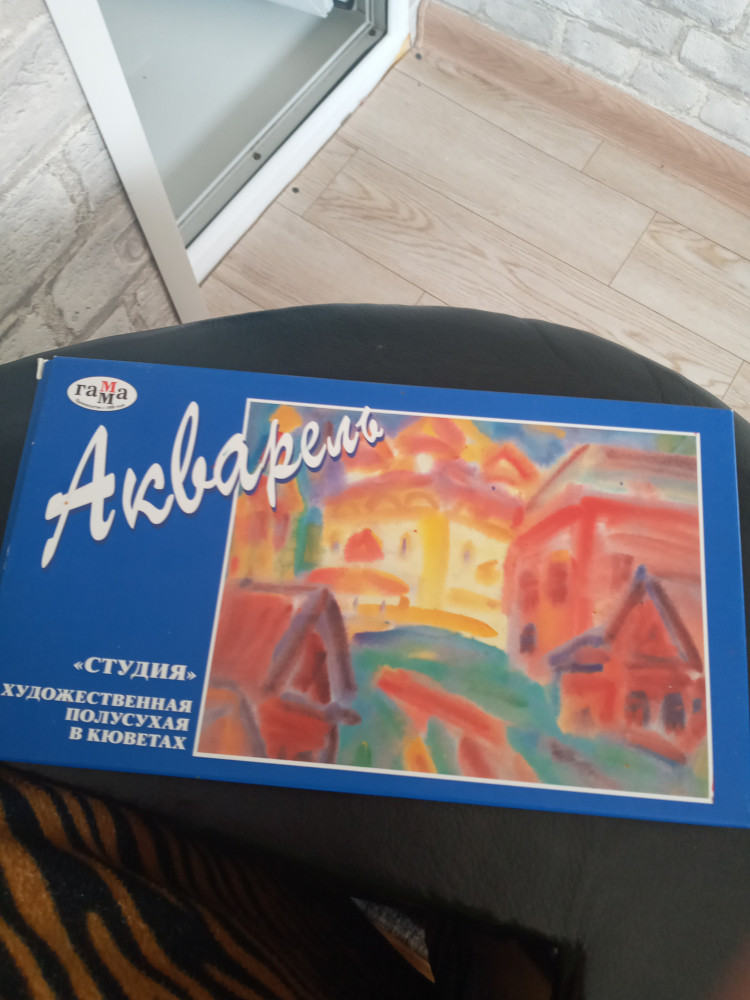 гаММа
Акварель
«СТУДИЯ»
ХУДОЖЕСТВЕННАЯ
ПОЛУСУХАЯ
В КЮВЕТАХ